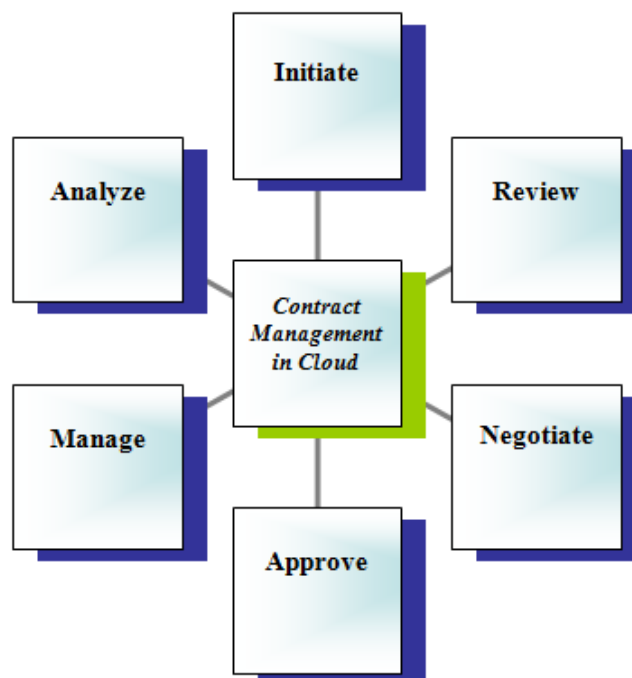 Initiate
Analyze
Review
Contract
Management
in Cloud
Manage
Negotiate
Approve